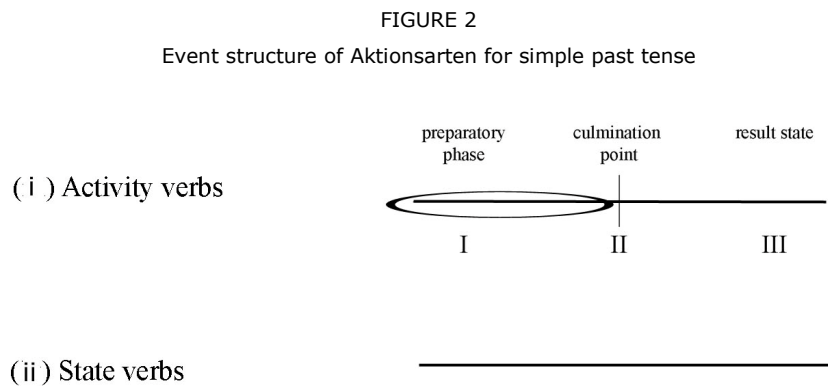 FIGURE 2
Event structure of Aktionsarten for simple past tense
preparatory phase
culmination point
result state
(i) Activity verbs
I
II
III
(ii) State verbs